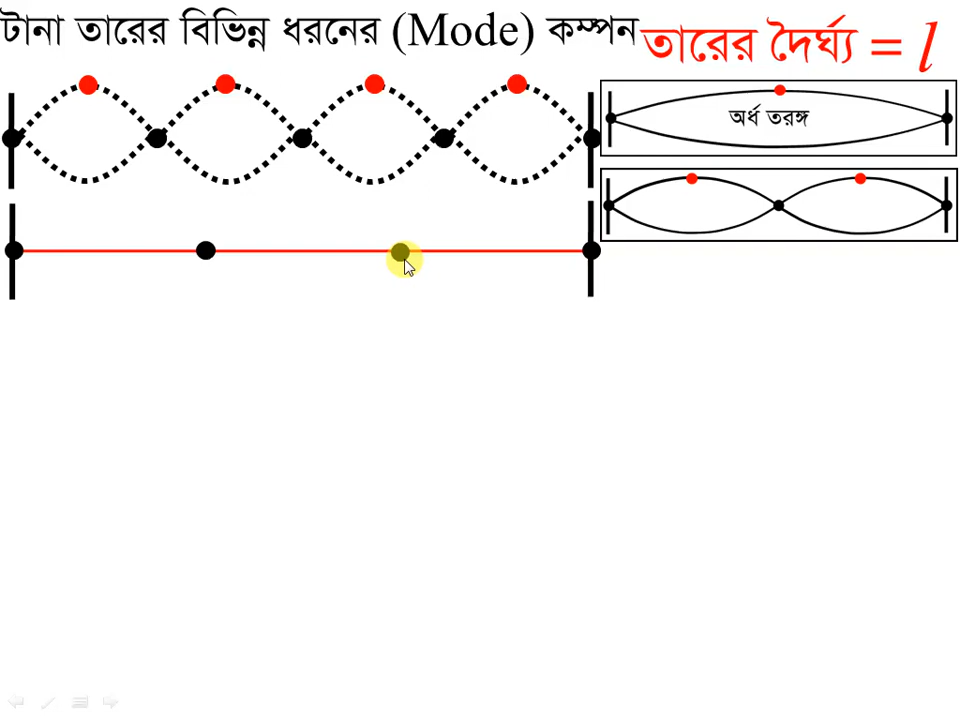 টানা তারের বিভিন্ন ধরনের (Mode) কম্পন
তারের দৈর্ঘ্য = l
অর্ধ তরঙ্গ